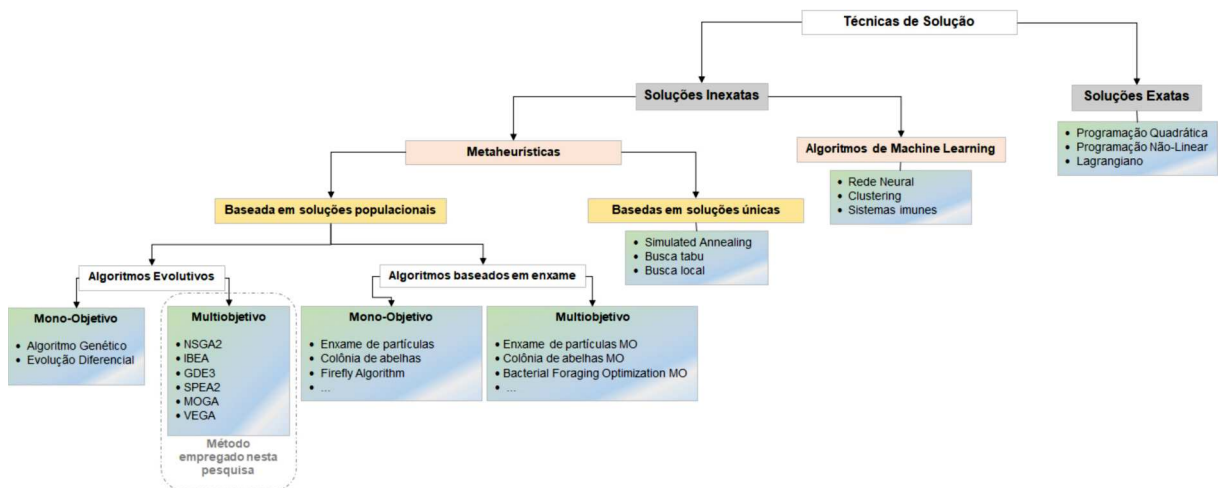 Técnicas de Solução
Soluções Inexatas
Soluções Exatas
• Programação Quadrática
• Programação Não-Linear
• Lagrangiano
Metaheurísticas
Algoritmos de Machine Learning
• Rede Neural
• Clustering
• Sistemas imunes
Baseada em soluções populacionais
Basedas em soluções únicas
• Simulated Annealing
• Busca tabu
• Busca local
Algoritmos Evolutivos
Algoritmos baseados em enxame
Mono-Objetivo
• Algoritmo Genético
• Evolução Diferencial
Multiobjetivo
• NSGA2
• IBEA
• GDE3
• SPEA2
• MOGA
• VEGA
Método
empregado nesta
pesquisa
Mono-Objetivo
• Enxame de partículas
• Colônia de abelhas
• Firefly Algorithm
• ...
Multiobjetivo
• Enxame de partículas MO
• Colônia de abelhas MO
• Bacterial Foraging Optimization MO
• ...